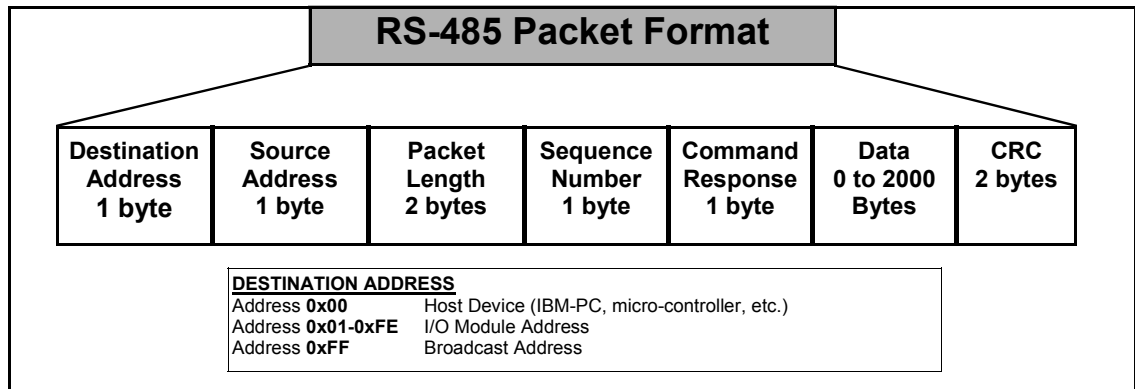 RS-485 Packet Format
Destination Address 1 byte
Source Address 1 byte
Packet Length 2 bytes
Sequence Number 1 byte
Command Response 1 byte
Data 0 to 2000 Bytes
CRC 2 bytes
DESTINATION ADDRESS
Address 0x00 Host Device (IBM-PC, micro-controller, etc.)
Address 0x01-0xFE I/O Module Address
Address 0xFF Broadcast Address